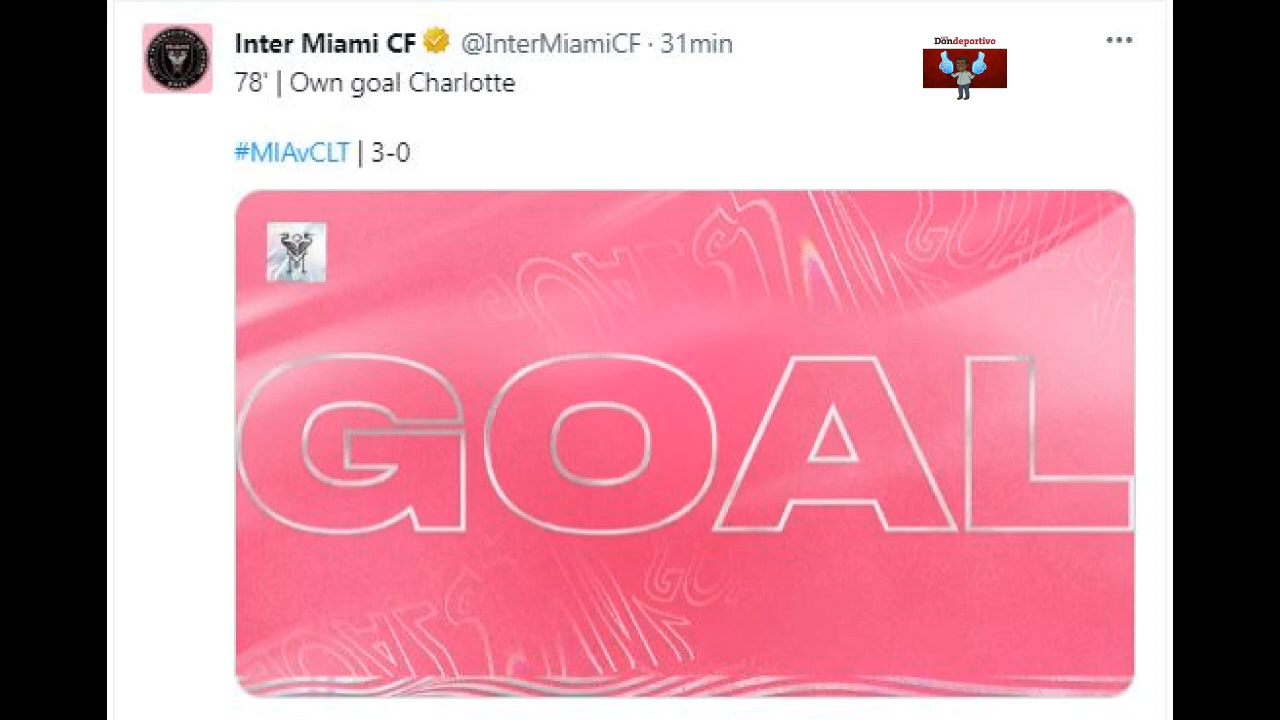 Inter Miami CF @InterMiamiCF · 31min
Dondeportivo
78' | Own goal Charlotte
#MIAvCLT | 3-0
GOAL